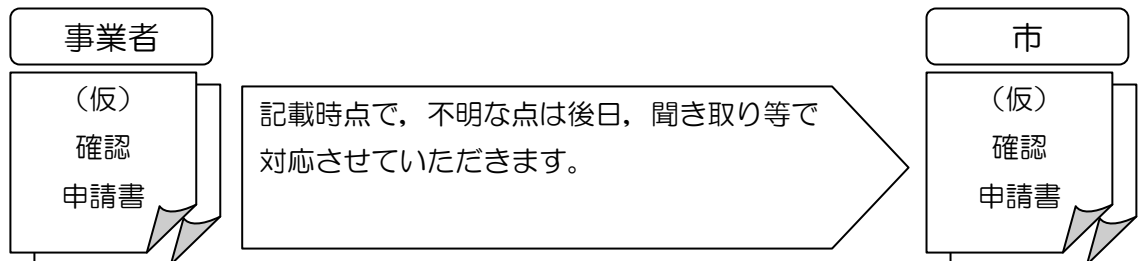 事業者
（仮）
確認
申請書
記載時点で，不明な点は後日，聞き取り等で
対応させていただきます。
市
（仮）
確認
申請書